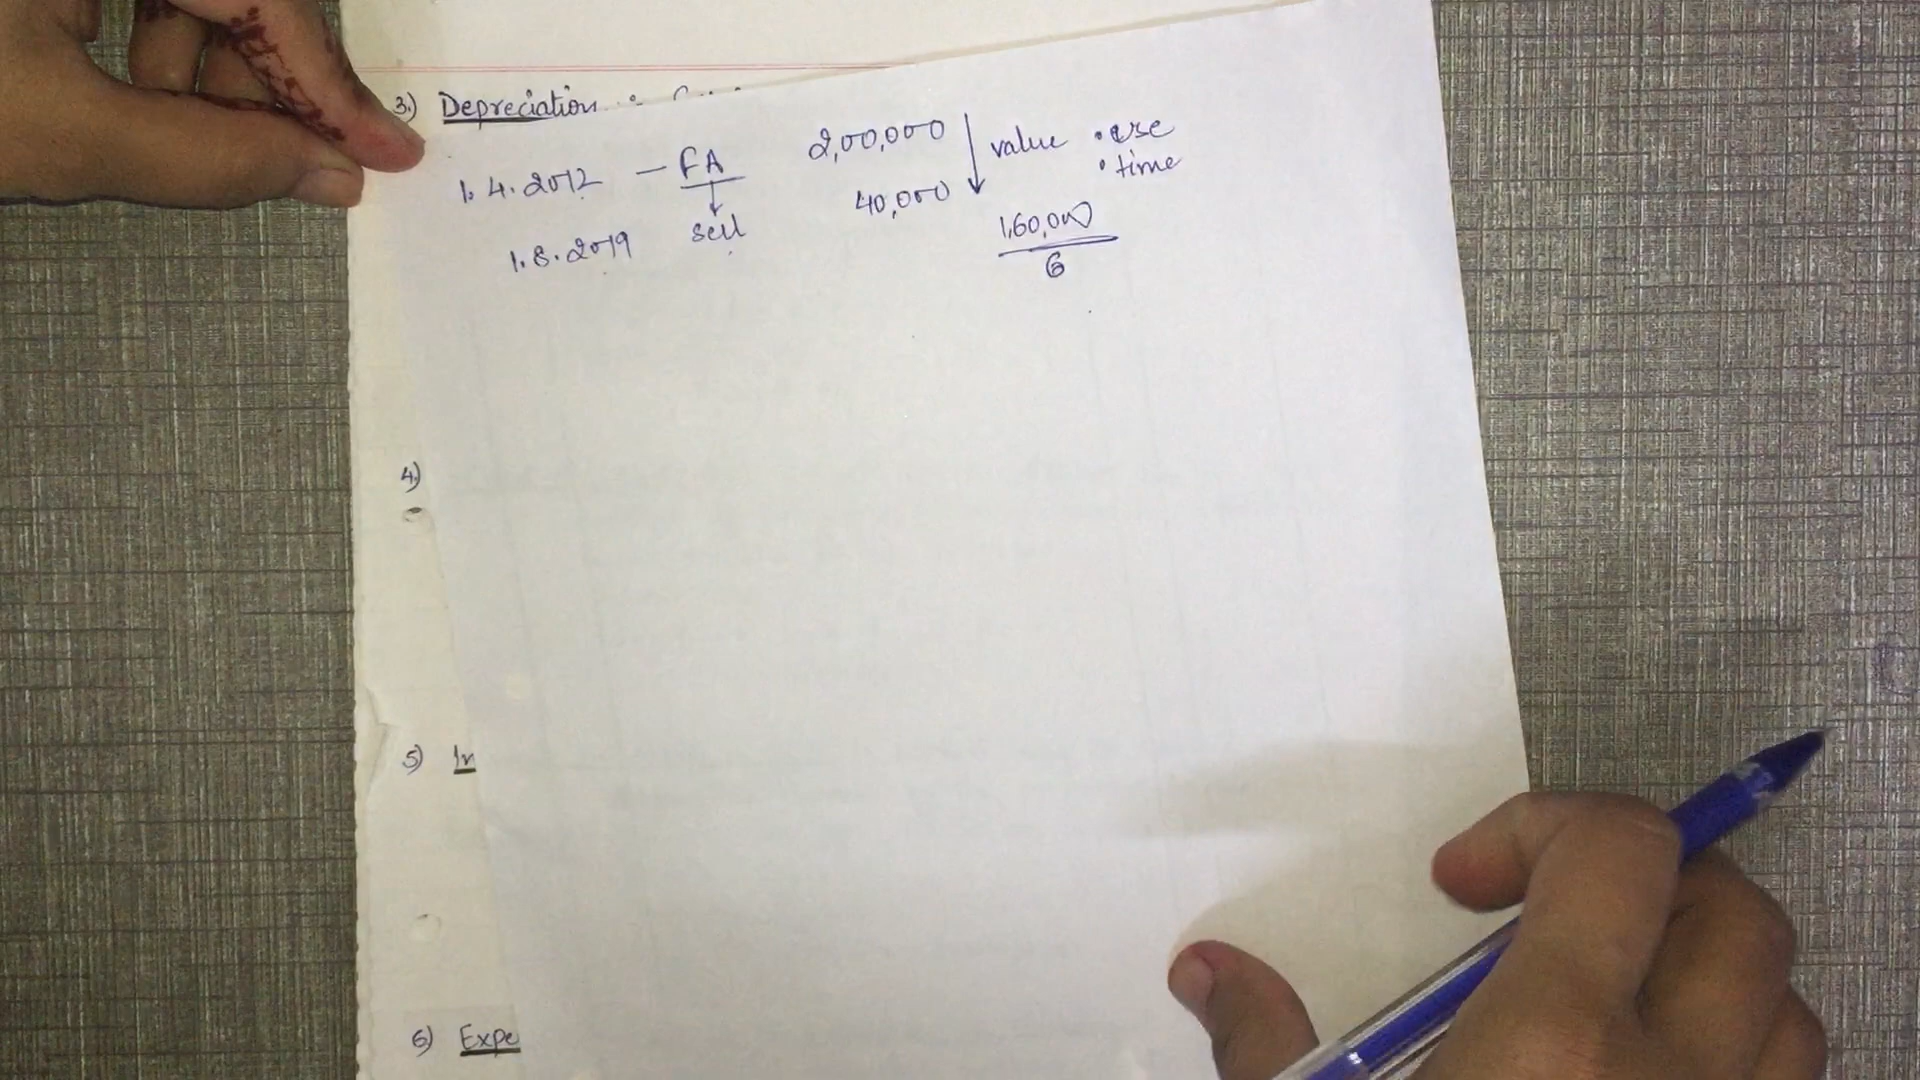 3.) Depreciation :
1.4.2012 — FA 2,00,000 value • use
• time
40,000
1.8.2019 sell 1,60,000
6
4)
5) In
6) Expe